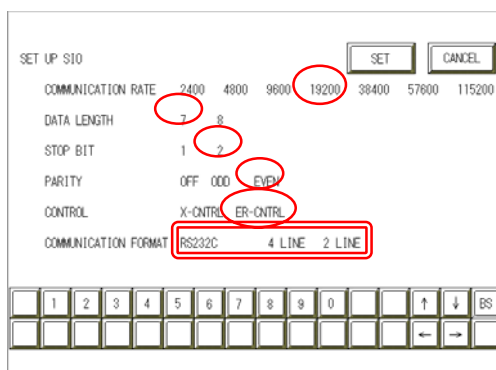 SET UP SIO SET CANCEL
COMMUNICATION RATE 2400 4800 9600 19200 38400 57600 115200
DATA LENGTH 7 8
STOP BIT 1 2
PARITY OFF ODD EVEN
CONTROL X-CNTRL ER-CNTRL
COMMUNICATION FORMAT RS232C 4 LINE 2 LINE
1 2 3 4 5 6 7 8 9 0 ↑ ↓ BS
← →